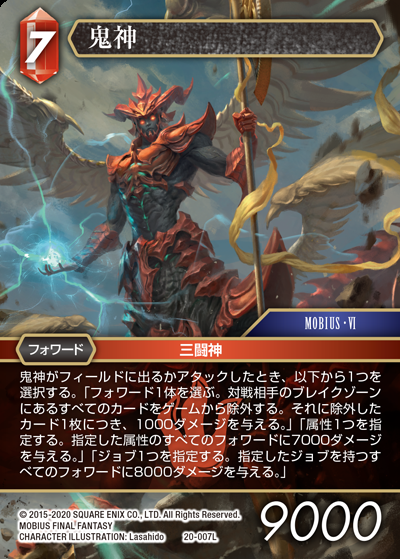 7
鬼神
MOBIUS・VI
フォワード
三闘神
鬼神がフィールドに出るかアタックしたとき、以下から1つを
選択する。「フォワード1体を選ぶ。対戦相手のブレイクゾーン
にあるすべてのカードをゲームから除外する。それに除外した
カード1枚につき、1000ダメージを与える。」「属性1つを指
定する。指定した属性のすべてのフォワードに7000ダメージ
を与える。」「ジョブ1つを指定する。指定したジョブを持つす
べてのフォワードに8000ダメージを与える。」
© 2015-2020 SQUARE ENIX CO., LTD. All Rights Reserved.
MOBIUS FINAL FANTASY
CHARACTER ILLUSTRATION: Lasahido
20-007L
9000